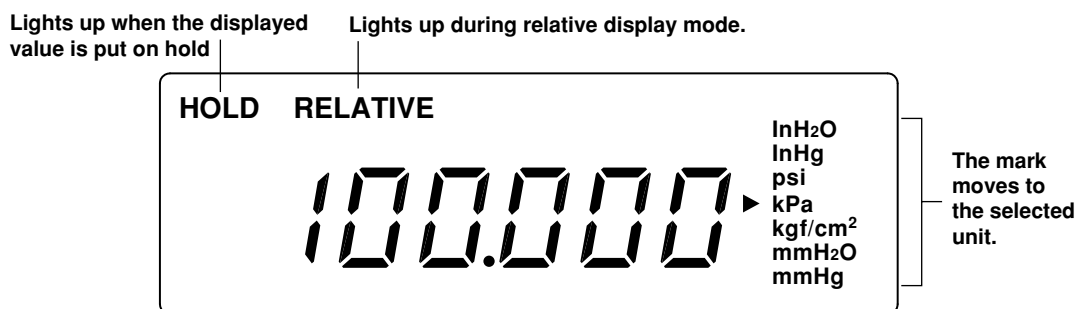 Lights up when the displayed
value is put on hold
Lights up during relative display mode.
HOLD RELATIVE
100.000
InH₂O
InHg
psi
▶ kPa
kgf/cm²
mmH₂O
mmHg
The mark
moves to
the selected
unit.